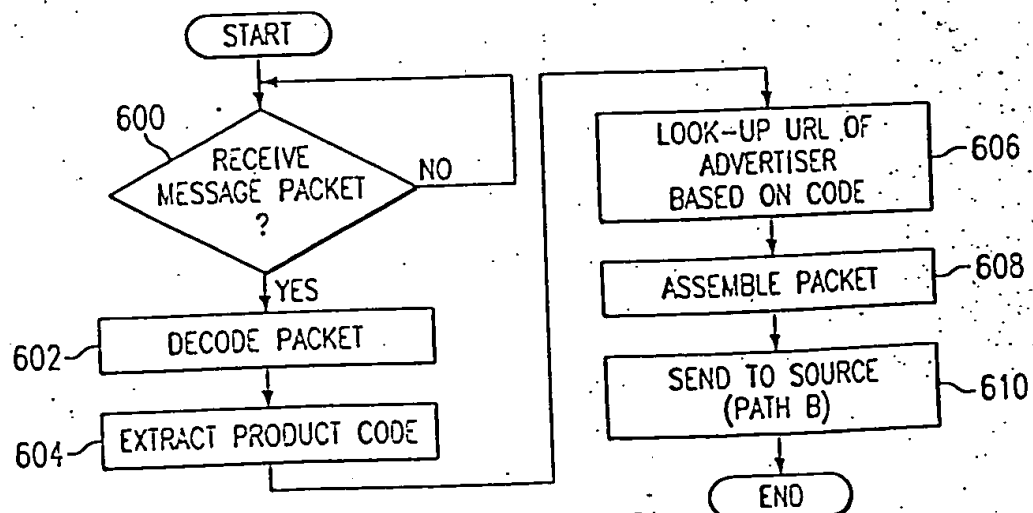 START
600
RECEIVE
MESSAGE PACKET
?
NO
YES
602
DECODE PACKET
604
EXTRACT PRODUCT CODE
LOOK-UP URL OF
ADVERTISER
BASED ON CODE
606
ASSEMBLE PACKET
608
SEND TO SOURCE
(PATH B)
610
END